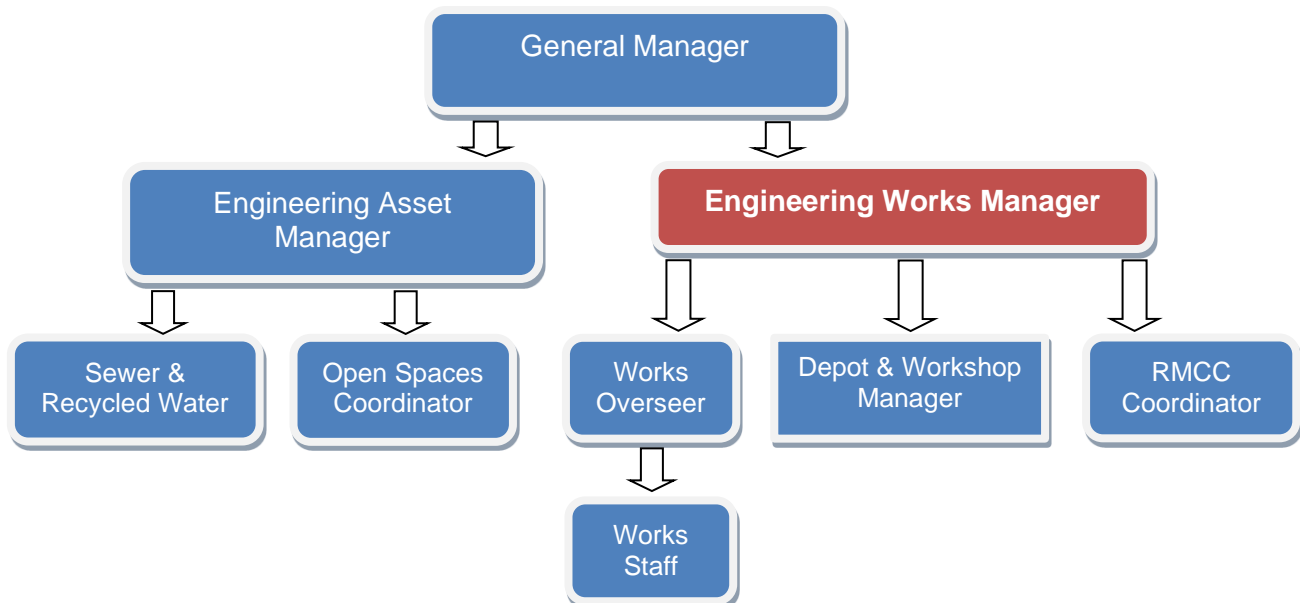 General Manager
Engineering Asset
Manager
Engineering Works Manager
Sewer &
Recycled Water
Open Spaces
Coordinator
Works
Overseer
Depot & Workshop
Manager
RMCC
Coordinator
Works
Staff